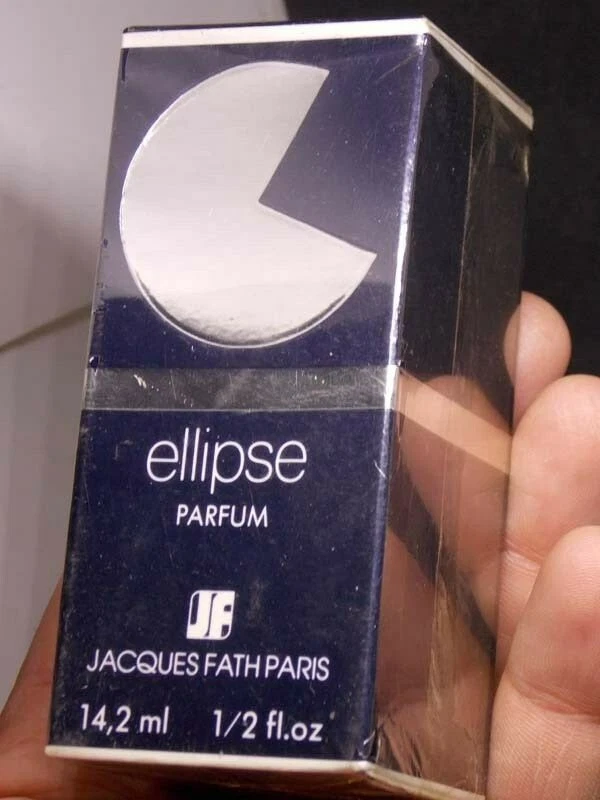 ellipse
PARFUM
JF
JACQUES FATH PARIS
14,2 ml 1/2 fl.oz